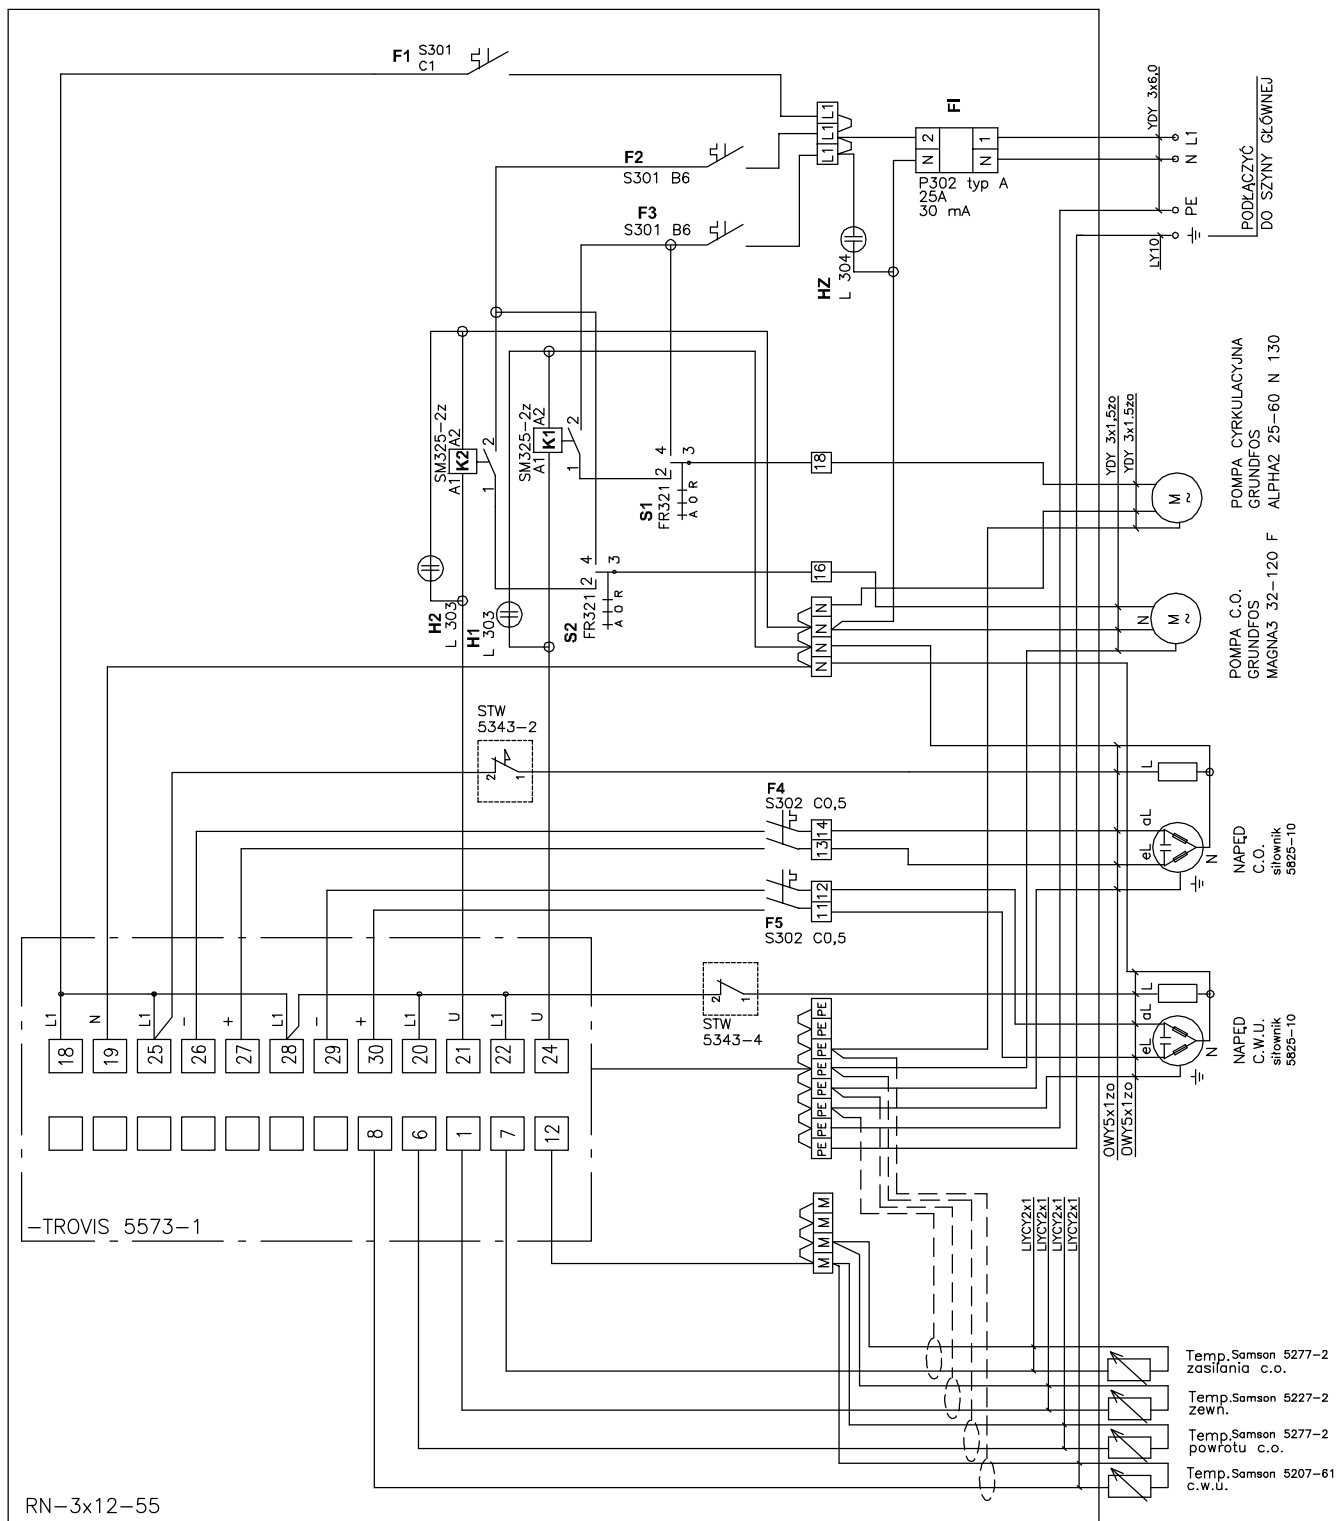 F1 S301
C1
F2
S301 B6
F3
S301 B6
L1
L1
L1
FI
2
1
N
N
P302 typ A
25A
30 mA
YDY 3x6,0
L1
N
PE
LY10
PODŁĄCZYĆ
DO SZYNY GŁÓWNEJ
HZ
L 304
SM325-2z
A1 A2
K2
1
2
SM325-2z
A1 A2
K1
1
2
S1
FR321
2
4
3
A O R
18
S2
FR321
2
4
3
A O R
16
H2
L 303
H1
L 303
N
N
N
N
YDY 3x1,5zo
YDY 3x1.5zo
M ~
POMPA CYRKULACYJNA
GRUNDFOS
ALPHA2 25-60 N 130
N
M ~
POMPA C.O.
GRUNDFOS
MAGNA3 32-120 F
STW
5343-2
2
1
F4
S302 C0,5
14
13
12
11
F5
S302 C0,5
L
aL
eL
N
NAPĘD
C.O.
siłownik
5825-10
STW
5343-4
2
1
L
aL
eL
N
NAPĘD
C.W.U.
siłownik
5825-10
L1
N
L1
-
+
L1
-
+
L1
U
L1
U
18
19
25
26
27
28
29
30
20
21
22
24
8
6
1
7
12
-TROVIS 5573-1
PE
PE
PE
PE
PE
PE
PE
PE
OWY5x1zo
OWY5x1zo
M
M
M
M
LIYCY2x1
LIYCY2x1
LIYCY2x1
LIYCY2x1
Temp.Samson 5277-2
zasilania c.o.
Temp.Samson 5227-2
zewn.
Temp.Samson 5277-2
powrotu c.o.
Temp.Samson 5207-61
c.w.u.
RN-3x12-55